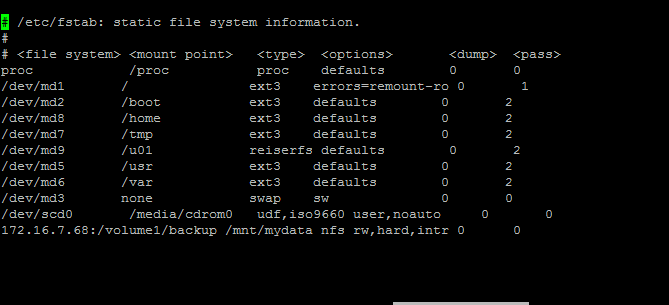 # /etc/fstab: static file system information.
#
# <file system> <mount point>   <type>  <options>       <dump>  <pass>
proc            /proc           proc    defaults        0       0
/dev/md1       /               ext3    errors=remount-ro 0       1
/dev/md2       /boot           ext3    defaults        0       2
/dev/md8       /home           ext3    defaults        0       2
/dev/md7       /tmp            ext3    defaults        0       2
/dev/md9       /u01            reiserfs defaults        0       2
/dev/md5       /usr            ext3    defaults        0       2
/dev/md6       /var            ext3    defaults        0       2
/dev/md3       none            swap    sw              0       0
/dev/scd0       /media/cdrom0   udf,iso9660 user,noauto     0       0
172.16.7.68:/volume1/backup /mnt/mydata nfs rw,hard,intr 0      0